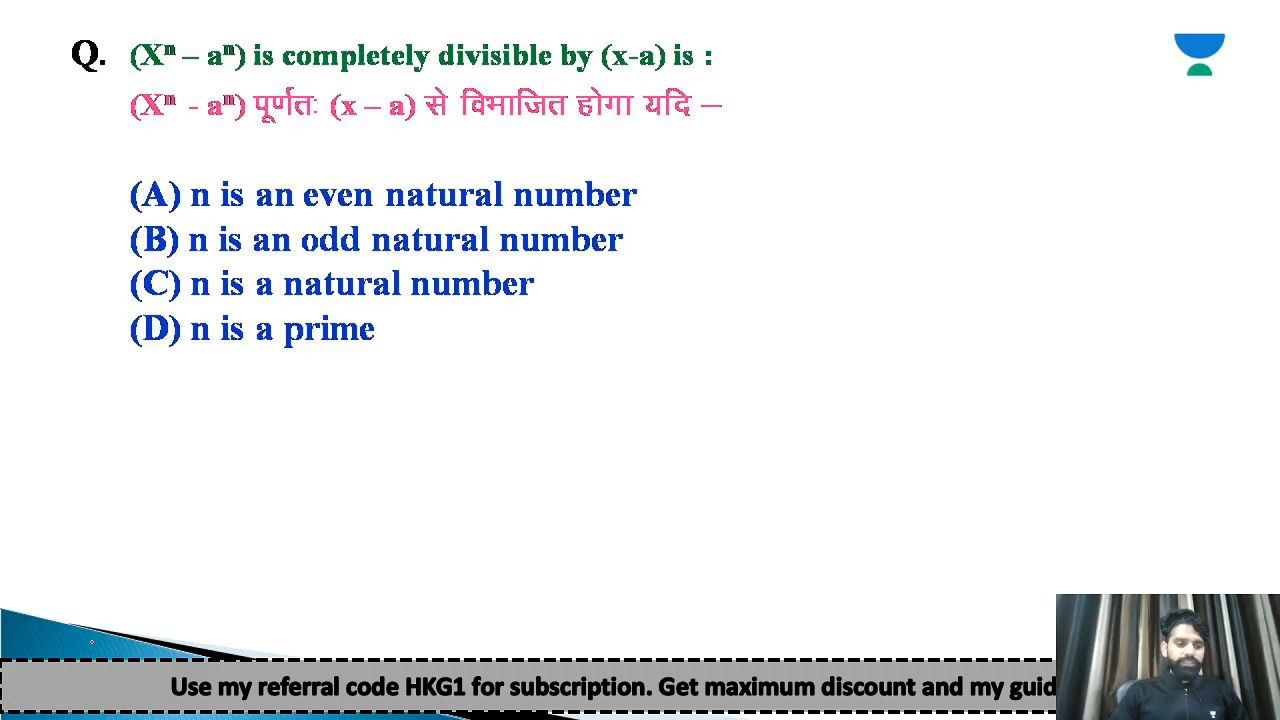 Q. (Xⁿ – aⁿ) is completely divisible by (x-a) is :
(Xⁿ - aⁿ) पूर्णतः (x – a) से विभाजित होगा यदि –
(A) n is an even natural number
(B) n is an odd natural number
(C) n is a natural number
(D) n is a prime
Use my referral code HKG1 for subscription. Get maximum discount and my